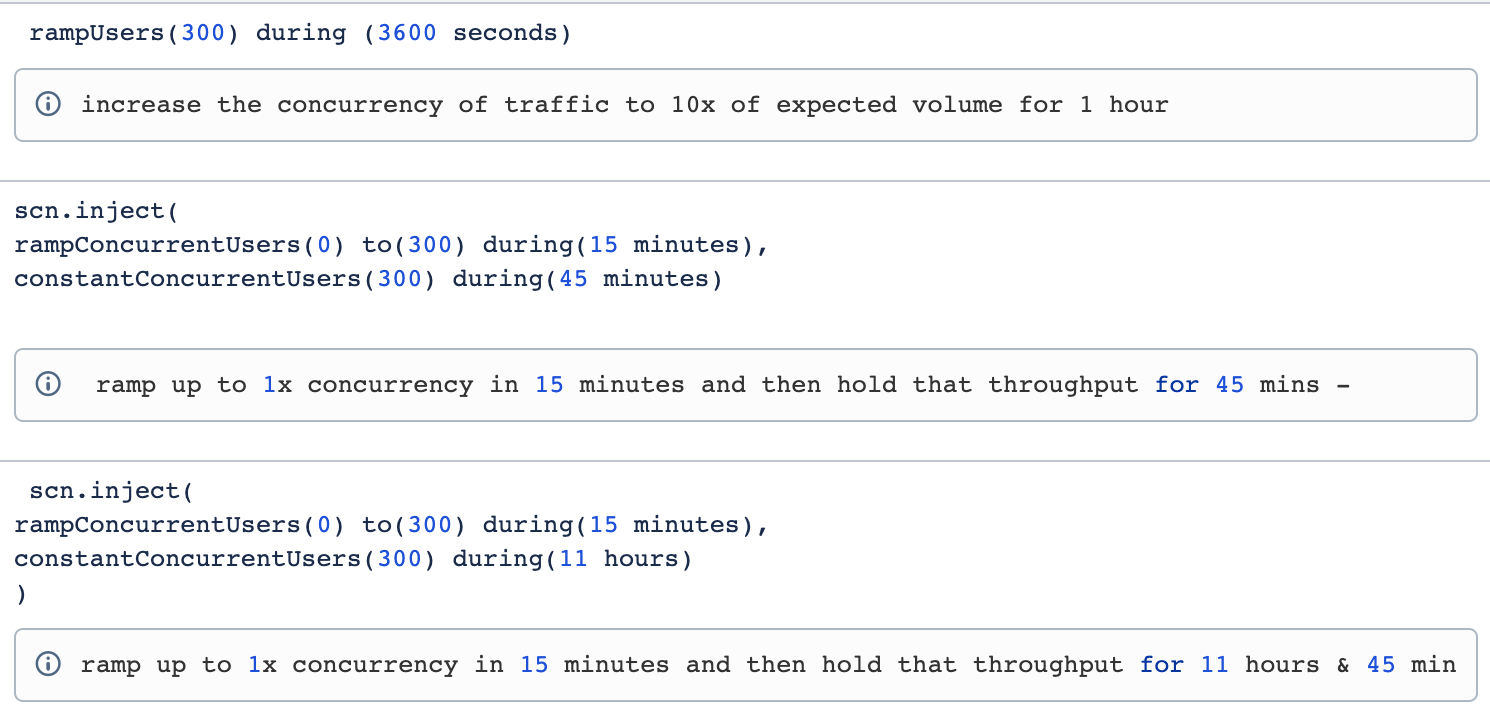 rampUsers(300) during (3600 seconds)
increase the concurrency of traffic to 10x of expected volume for 1 hour
scn.inject(
rampConcurrentUsers(0) to(300) during(15 minutes),
constantConcurrentUsers(300) during(45 minutes)
ramp up to 1x concurrency in 15 minutes and then hold that throughput for 45 mins –
scn.inject(
rampConcurrentUsers(0) to(300) during(15 minutes),
constantConcurrentUsers(300) during(11 hours)
)
ramp up to 1x concurrency in 15 minutes and then hold that throughput for 11 hours & 45 min